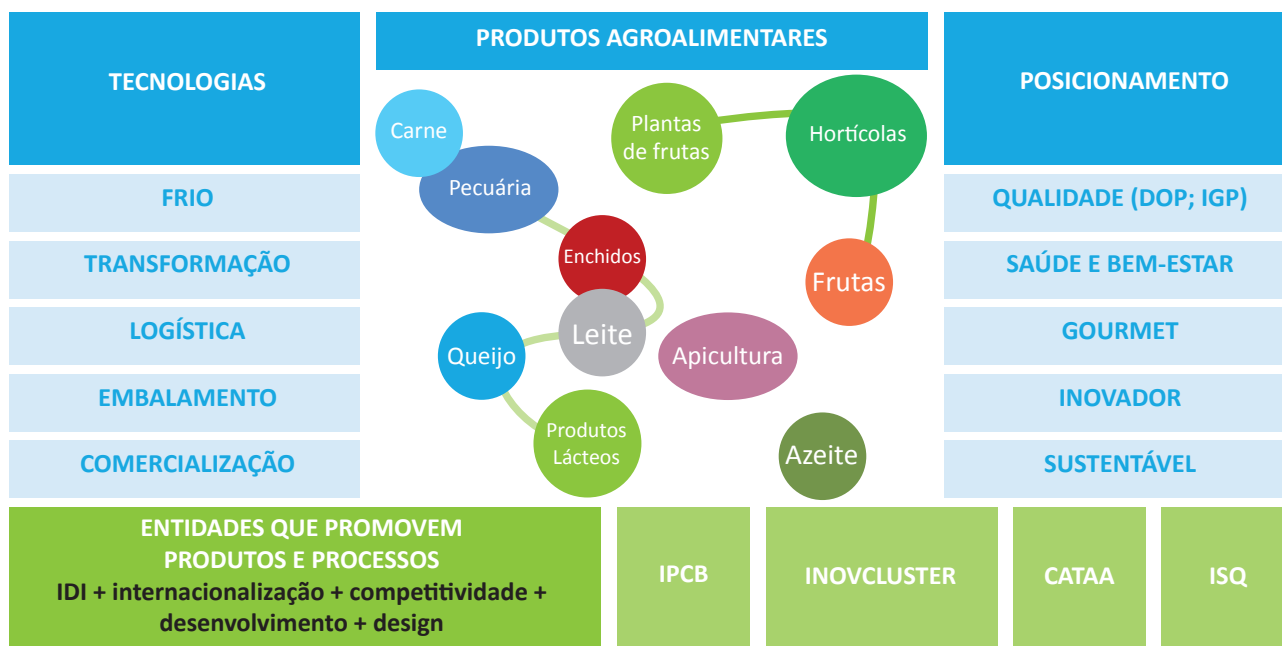 TECNOLOGIAS
FRIO
TRANSFORMAÇÃO
LOGÍSTICA
EMBALAMENTO
COMERCIALIZAÇÃO
PRODUTOS AGROALIMENTARES
Carne
Pecuária
Plantas
de frutas
Hortícolas
Enchidos
Frutas
Leite
Queijo
Apicultura
Produtos
Lácteos
Azeite
POSICIONAMENTO
QUALIDADE (DOP; IGP)
SAÚDE E BEM-ESTAR
GOURMET
INOVADOR
SUSTENTÁVEL
ENTIDADES QUE PROMOVEM
PRODUTOS E PROCESSOS
IDI + internacionalização + competitividade +
desenvolvimento + design
IPCB
INOVCLUSTER
CATAA
ISQ